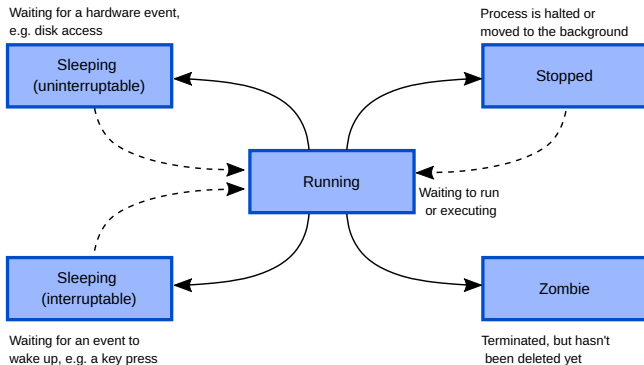 Waiting for a hardware event,
e.g. disk access
Sleeping
(uninterruptable)
Process is halted or
moved to the background
Stopped
Running
Waiting to run
or executing
Sleeping
(interruptable)
Waiting for an event to
wake up, e.g. a key press
Zombie
Terminated, but hasn't
been deleted yet